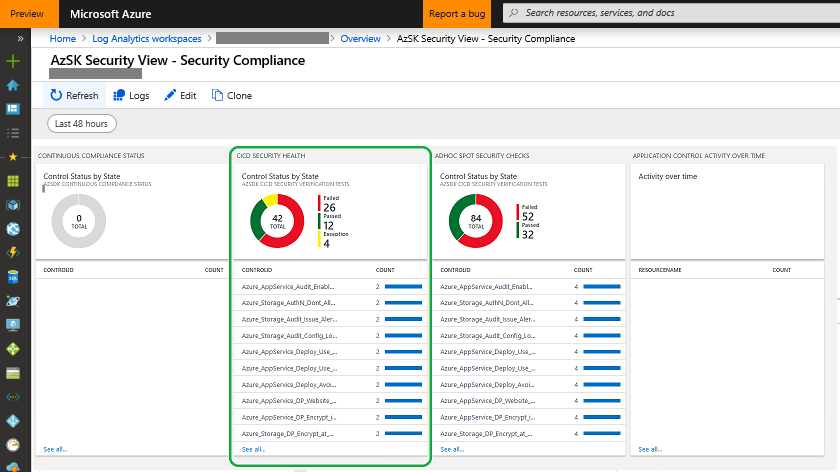 Preview
Microsoft Azure
Report a bug
Search resources, services, and docs
Home > Log Analytics workspaces > > Overview > AzSK Security View - Security Compliance
AzSK Security View - Security Compliance
Refresh Logs Edit Clone
Last 48 hours
CONTINUOUS COMPLIANCE STATUS
Control Status by State
AZSDK CONTINUOUS COMPLIANCE STATUS
0
TOTAL
CONTROLID COUNT
See all...
CICD SECURITY HEALTH
Control Status by State
AZSDK CICD SECURITY VERIFICATION TESTS
42
TOTAL
Failed
26
Passed
12
Exception
4
CONTROLID COUNT
Azure_AppService_Audit_Enabl... 2
Azure_Storage_AuthN_Dont_All... 2
Azure_Storage_Audit_Issue_Aler... 2
Azure_Storage_Audit_Config_Lo... 2
Azure_AppService_Deploy_Use_... 2
Azure_AppService_Deploy_Use_... 2
Azure_AppService_Deploy_Avoi... 2
Azure_AppService_DP_Website_... 2
Azure_AppService_DP_Encrypt_i... 2
Azure_Storage_DP_Encrypt_at_... 2
See all...
ADHOC SPOT SECURITY CHECKS
Control Status by State
AZSDK SECURITY VERIFICATION TESTS
84
TOTAL
Failed
52
Passed
32
CONTROLID COUNT
Azure_AppService_Audit_Enabl... 4
Azure_Storage_AuthN_Dont_All... 4
Azure_Storage_Audit_Issue_Aler... 4
Azure_Storage_Audit_Config_Lo... 4
Azure_AppService_Deploy_Use_... 4
Azure_AppService_Deploy_Use_... 4
Azure_AppService_Deploy_Avoi... 4
Azure_AppService_DP_Website_... 4
Azure_AppService_DP_Encrypt_i... 4
Azure_Storage_DP_Encrypt_at_... 4
See all...
APPLICATION CONTROL ACTIVITY OVER TIME
Activity over time
RESOURCENAME COUNT
See all...
SQL